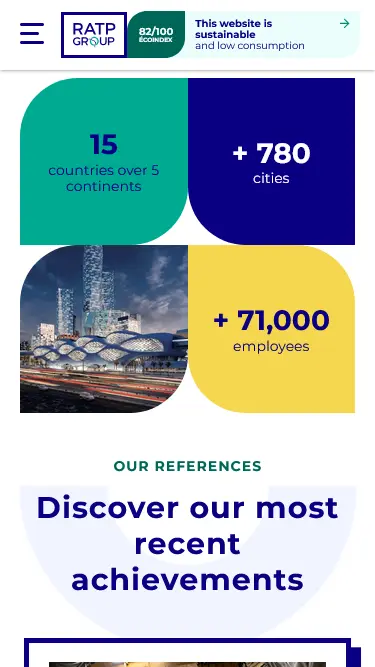 RATP
GROUP
82/100
ÉCOINDEX
This website is
sustainable
and low consumption
15
countries over 5
continents
+ 780
cities
+ 71,000
employees
OUR REFERENCES
Discover our most
recent
achievements